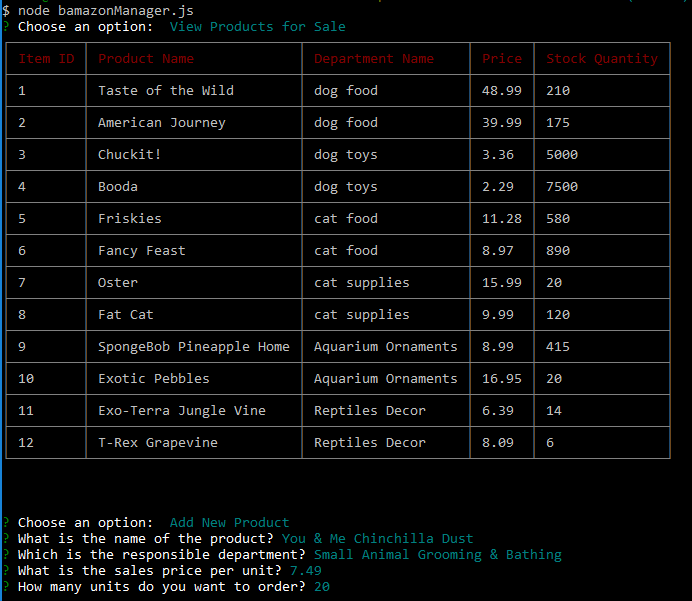 $ node bamazonManager.js
? Choose an option: View Products for Sale
Item ID Product Name Department Name Price Stock Quantity
1 Taste of the Wild dog food 48.99 210
2 American Journey dog food 39.99 175
3 Chuckit! dog toys 3.36 5000
4 Booda dog toys 2.29 7500
5 Friskies cat food 11.28 580
6 Fancy Feast cat food 8.97 890
7 Oster cat supplies 15.99 20
8 Fat Cat cat supplies 9.99 120
9 SpongeBob Pineapple Home Aquarium Ornaments 8.99 415
10 Exotic Pebbles Aquarium Ornaments 16.95 20
11 Exo-Terra Jungle Vine Reptiles Decor 6.39 14
12 T-Rex Grapevine Reptiles Decor 8.09 6
? Choose an option: Add New Product
? What is the name of the product? You & Me Chinchilla Dust
? Which is the responsible department? Small Animal Grooming & Bathing
? What is the sales price per unit? 7.49
? How many units do you want to order? 20